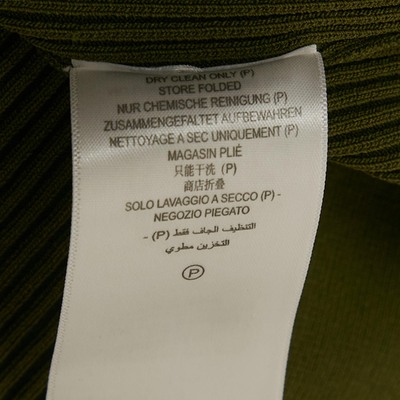 DRY CLEAN ONLY (P)
STORE FOLDED
NUR CHEMISCHE REINIGUNG (P)
ZUSAMMENGEFALTET AUFBEWAHREN
NETTOYAGE A SEC UNIQUEMENT (P)
MAGASIN PLIÉ
只能干洗 (P)
商店折叠
SOLO LAVAGGIO A SECCO (P) -
NEGOZIO PIEGATO
التنظيف الجاف فقط (P) -
التخزين مطوي
P